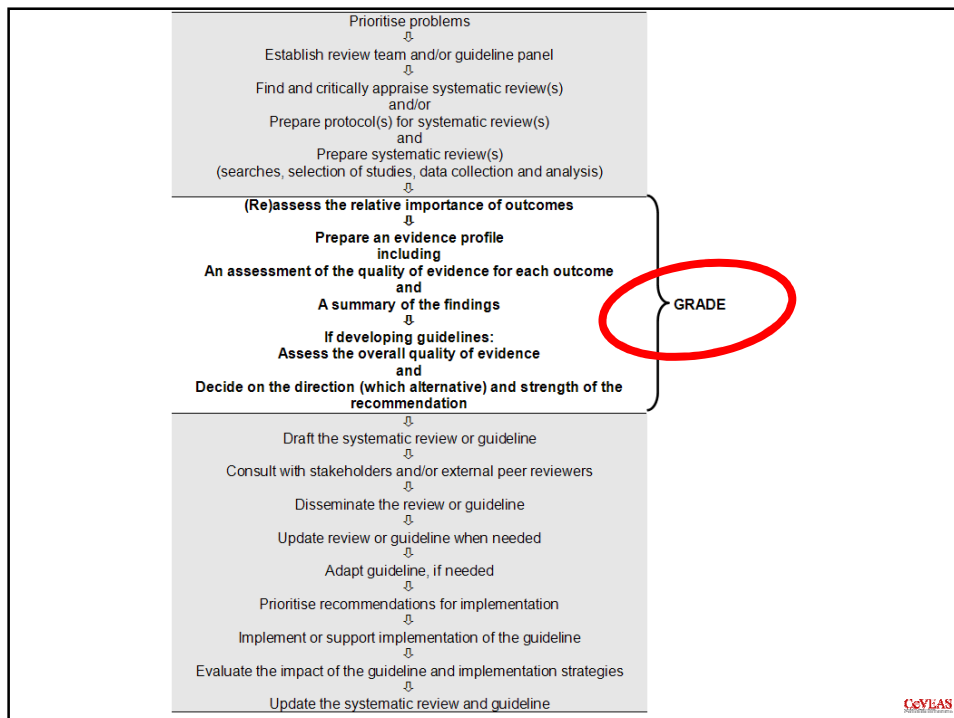 Prioritise problems
⇩
Establish review team and/or guideline panel
⇩
Find and critically appraise systematic review(s)
and/or
Prepare protocol(s) for systematic review(s)
and
Prepare systematic review(s)
(searches, selection of studies, data collection and analysis)
⇩
(Re)assess the relative importance of outcomes
⇩
Prepare an evidence profile
including
An assessment of the quality of evidence for each outcome
and
A summary of the findings
⇩
If developing guidelines:
Assess the overall quality of evidence
and
Decide on the direction (which alternative) and strength of the
recommendation
GRADE
⇩
Draft the systematic review or guideline
⇩
Consult with stakeholders and/or external peer reviewers
⇩
Disseminate the review or guideline
⇩
Update review or guideline when needed
⇩
Adapt guideline, if needed
⇩
Prioritise recommendations for implementation
⇩
Implement or support implementation of the guideline
⇩
Evaluate the impact of the guideline and implementation strategies
⇩
Update the systematic review and guideline
CeVEAS